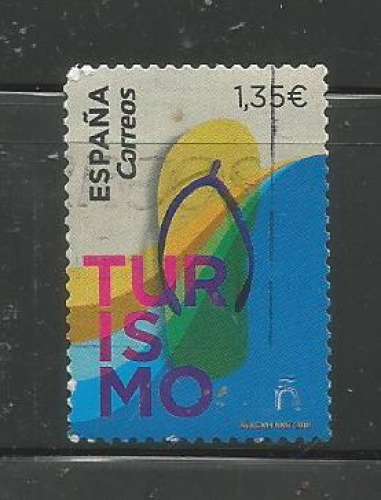 ESPAÑA
Correos
1,35€
TUR
IS
MO
ñ